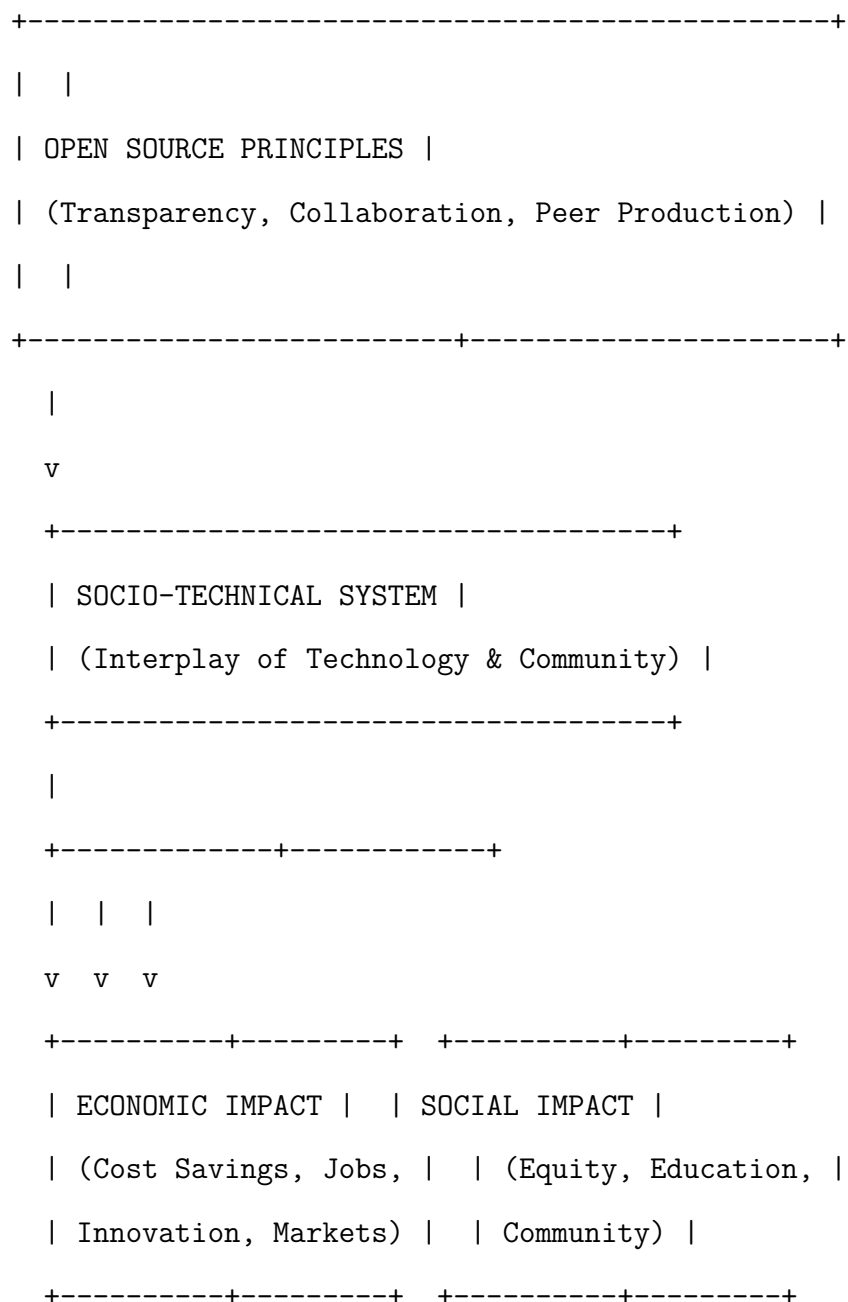 +-------------------------------------------------+
| |
| OPEN SOURCE PRINCIPLES |
| (Transparency, Collaboration, Peer Production) |
| |
+--------------------------+----------------------+
|
v
+-------------------------------------+
| SOCIO-TECHNICAL SYSTEM |
| (Interplay of Technology & Community) |
+-------------------------------------+
|
+-------------+------------+
| | |
v v v
+----------+---------+ +----------+---------+
| ECONOMIC IMPACT | | SOCIAL IMPACT |
| (Cost Savings, Jobs, | | (Equity, Education, |
| Innovation, Markets) | | Community) |
+----------+---------+ +----------+---------+